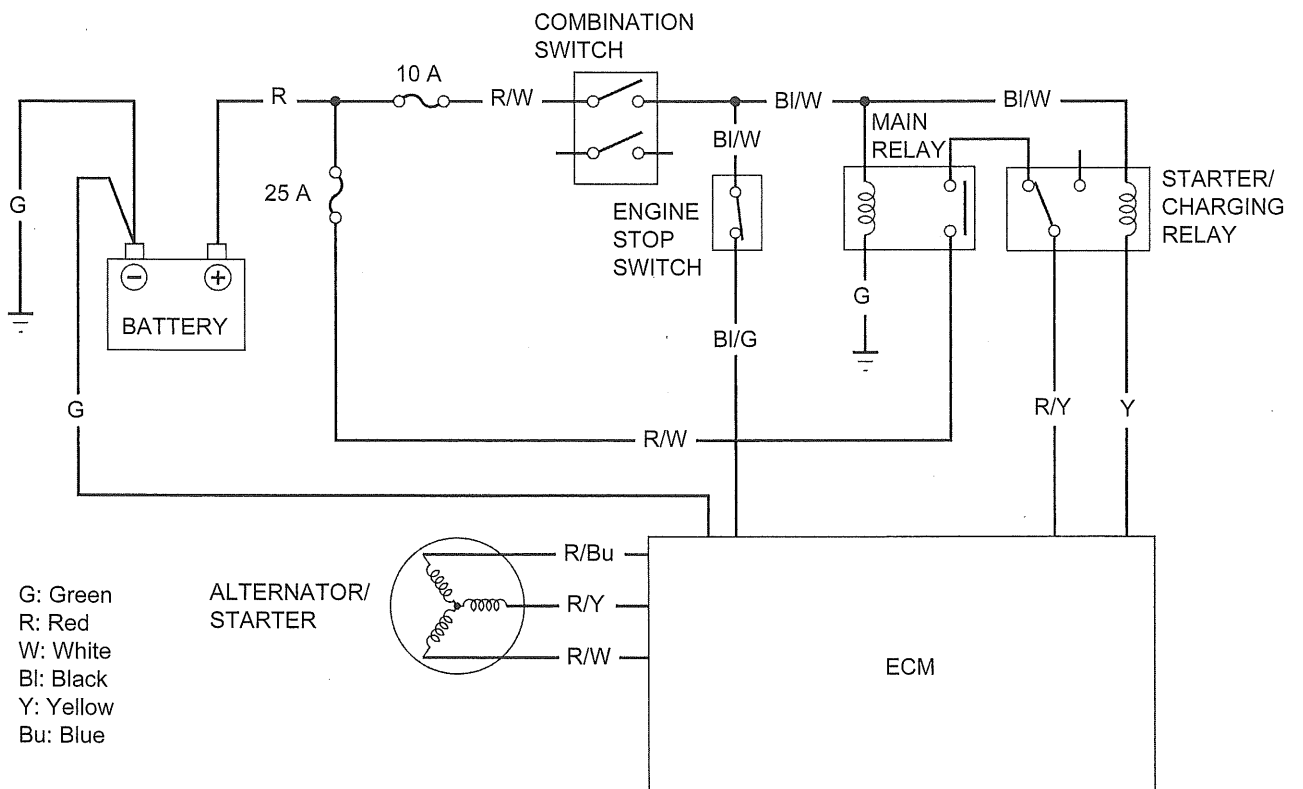 COMBINATION
SWITCH
10 A
R
R/W
Bl/W
Bl/W
Bl/W
MAIN
RELAY
25 A
G
ENGINE
STOP
SWITCH
STARTER/
CHARGING
RELAY
−
+
BATTERY
G
Bl/G
G
R/Y
Y
R/W
R/Bu
ALTERNATOR/
STARTER
R/Y
R/W
ECM
G: Green
R: Red
W: White
Bl: Black
Y: Yellow
Bu: Blue